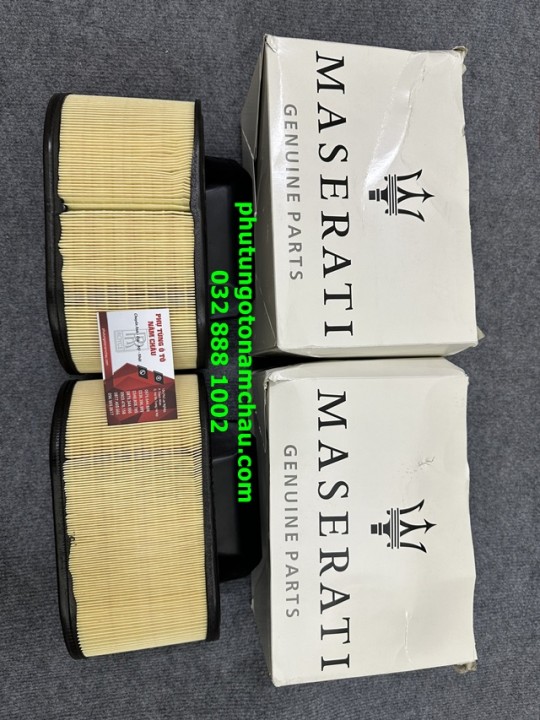 MASERATI
GENUINE PARTS
phutungotonamchau.com
032 888 1002
PHỤ TÙNG Ô TÔ
NAM CHÂU
MASERATI
GENUINE PARTS